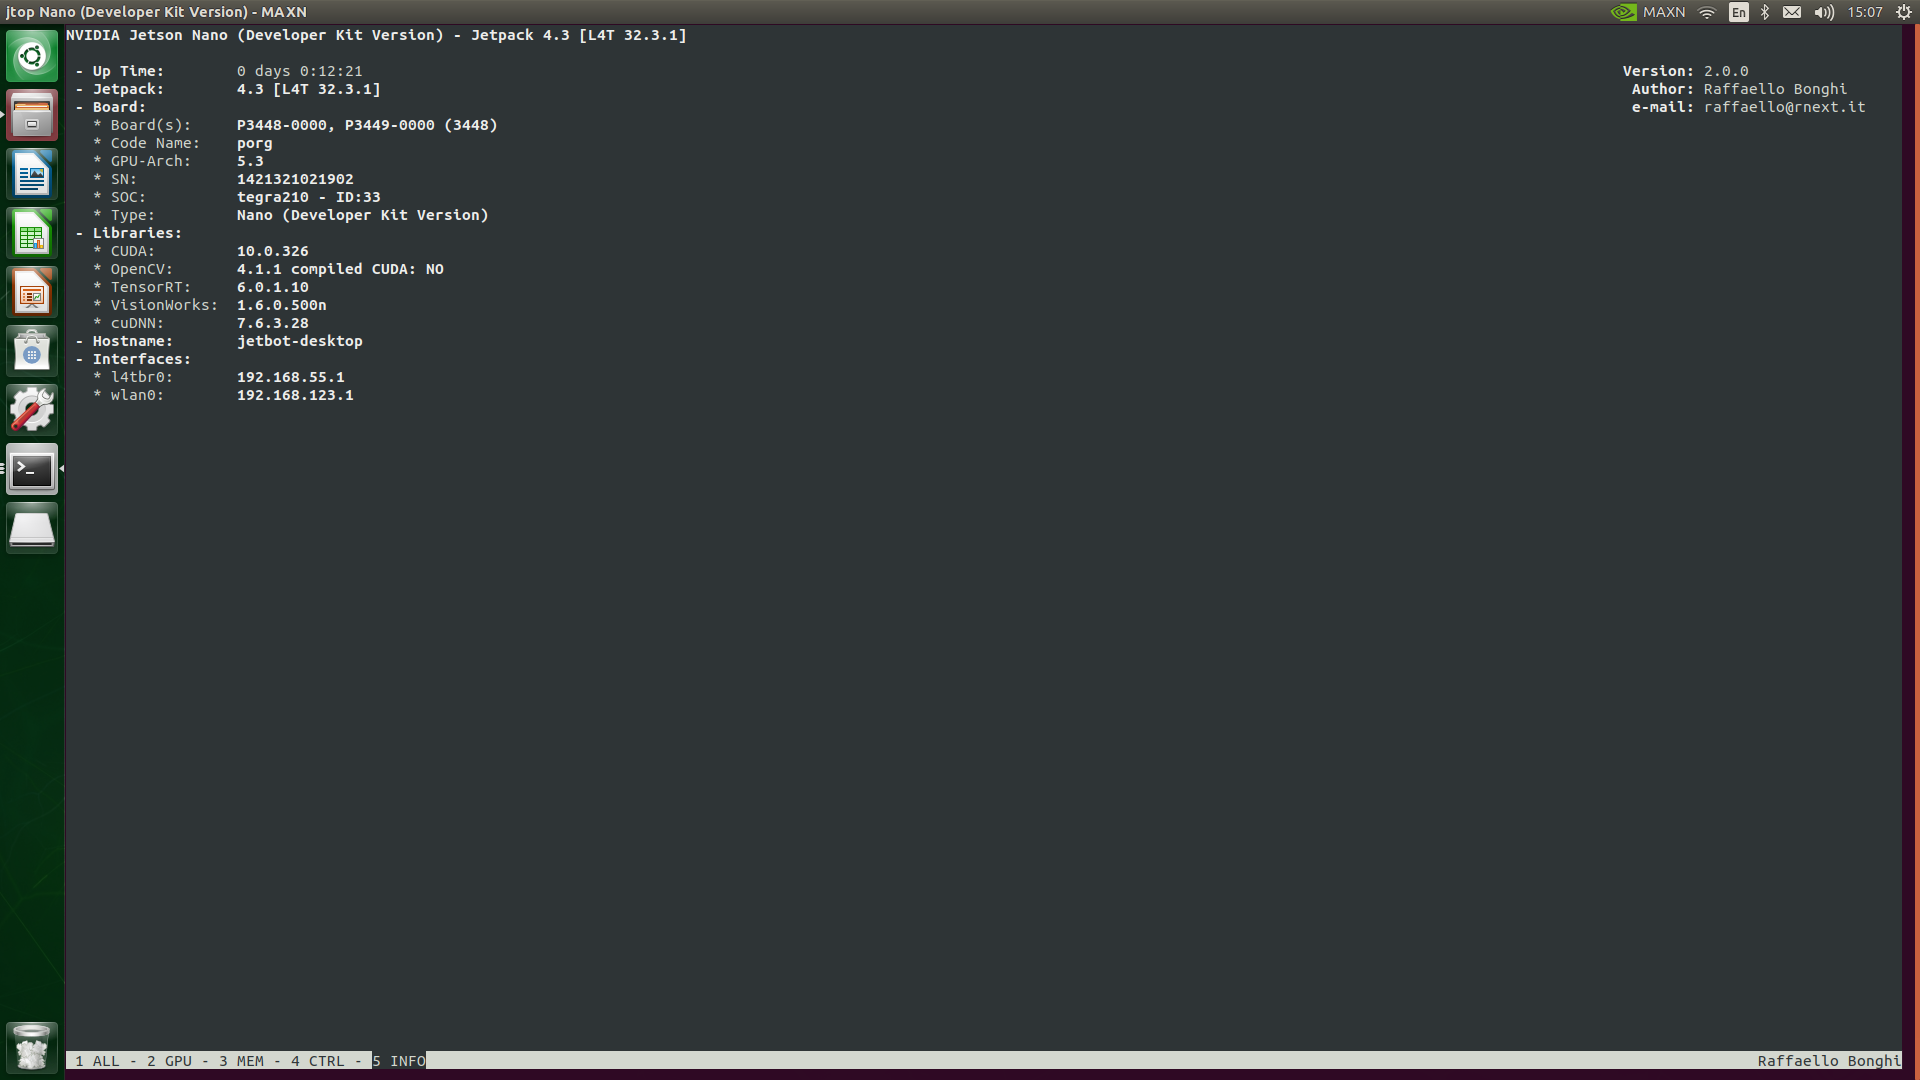 jtop Nano (Developer Kit Version) - MAXN
MAXN En 15:07
NVIDIA Jetson Nano (Developer Kit Version) - Jetpack 4.3 [L4T 32.3.1]
- Up Time: 0 days 0:12:21
Version: 2.0.0
- Jetpack: 4.3 [L4T 32.3.1]
Author: Raffaello Bonghi
- Board:
e-mail: raffaello@rnext.it
* Board(s): P3448-0000, P3449-0000 (3448)
* Code Name: porg
* GPU-Arch: 5.3
* SN: 1421321021902
* SOC: tegra210 - ID:33
* Type: Nano (Developer Kit Version)
- Libraries:
* CUDA: 10.0.326
* OpenCV: 4.1.1 compiled CUDA: NO
* TensorRT: 6.0.1.10
* VisionWorks: 1.6.0.500n
* cuDNN: 7.6.3.28
- Hostname: jetbot-desktop
- Interfaces:
* l4tbr0: 192.168.55.1
* wlan0: 192.168.123.1
1 ALL - 2 GPU - 3 MEM - 4 CTRL - 5 INFO
Raffaello Bonghi